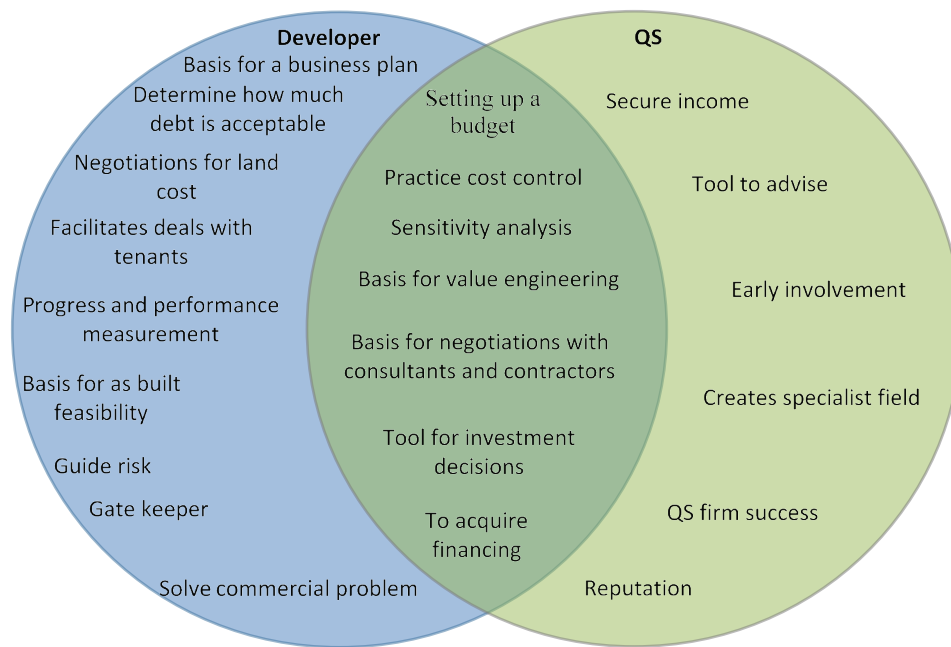 Developer
Basis for a business plan
Determine how much
debt is acceptable
Negotiations for land
cost
Facilitates deals with
tenants
Progress and performance
measurement
Basis for as built
feasibility
Guide risk
Gate keeper
Solve commercial problem
Setting up a
budget
Practice cost control
Sensitivity analysis
Basis for value engineering
Basis for negotiations with
consultants and contractors
Tool for investment
decisions
To acquire
financing
QS
Secure income
Tool to advise
Early involvement
Creates specialist field
QS firm success
Reputation